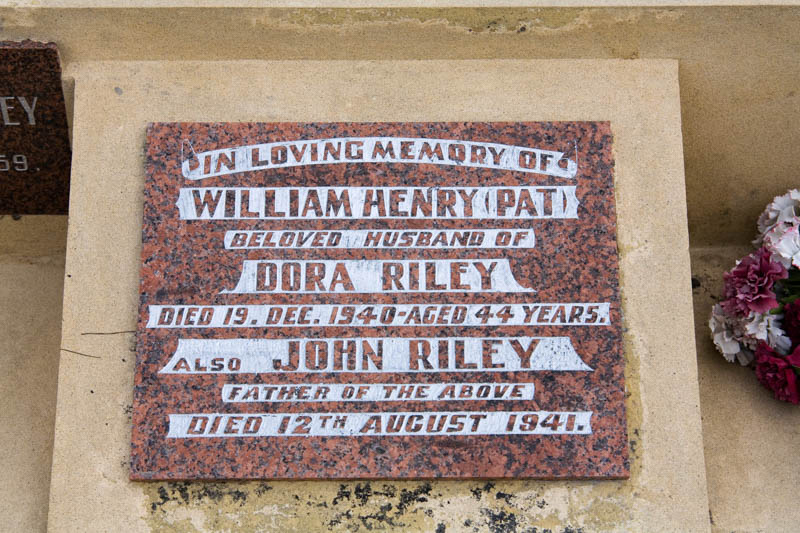 IN LOVING MEMORY OF
WILLIAM HENRY (PAT)
BELOVED HUSBAND OF
DORA RILEY
DIED 19. DEC. 1940-AGED 44 YEARS.
ALSO JOHN RILEY
FATHER OF THE ABOVE
DIED 12TH AUGUST 1941.
EY
59.